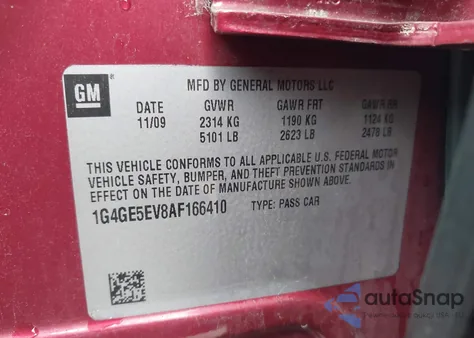 GM
MFD BY GENERAL MOTORS LLC
DATE GVWR GAWR FRT GAWR RR
11/09 2314 KG 1190 KG 1124 KG
5101 LB 2623 LB 2478 LB
THIS VEHICLE CONFORMS TO ALL APPLICABLE U.S. FEDERAL MOTOR
VEHICLE SAFETY, BUMPER, AND THEFT PREVENTION STANDARDS IN
EFFECT ON THE DATE OF MANUFACTURE SHOWN ABOVE.
1G4GE5EV8AF166410 TYPE: PASS CAR
autoSnap